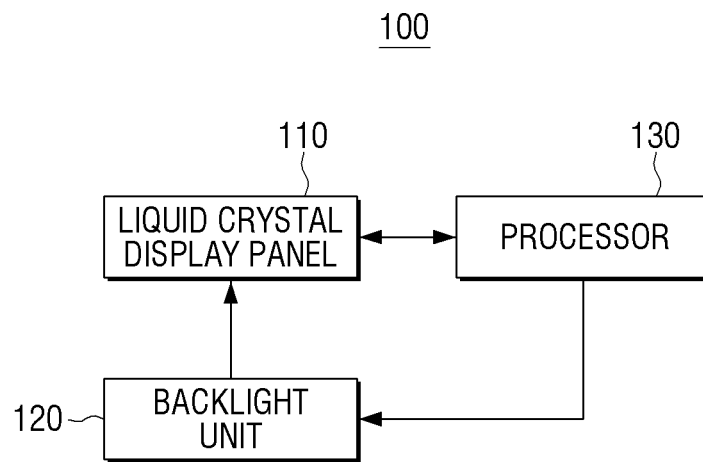 100
110
130
LIQUID CRYSTAL
DISPLAY PANEL
PROCESSOR
120
BACKLIGHT
UNIT